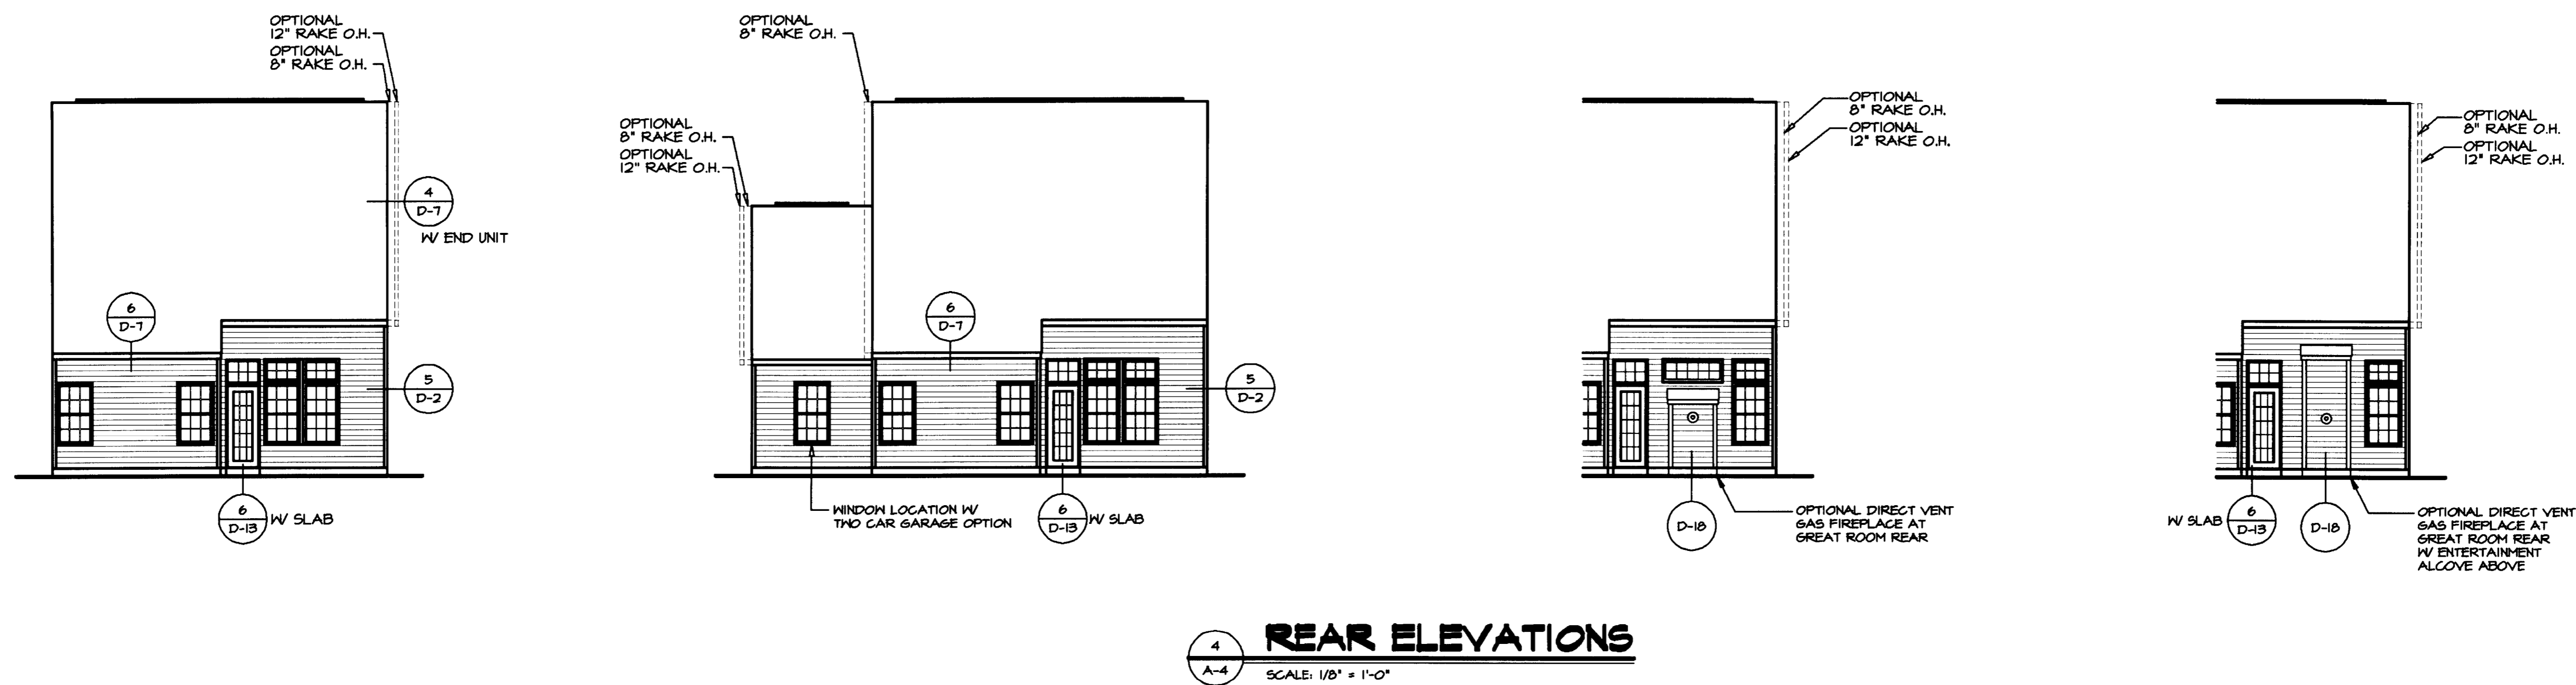 OPTIONAL
12" RAKE O.H.
OPTIONAL
8" RAKE O.H.
4
D-7
W/ END UNIT
6
D-7
5
D-2
6
D-13
W/ SLAB
OPTIONAL
8" RAKE O.H.
OPTIONAL
8" RAKE O.H.
OPTIONAL
12" RAKE O.H.
6
D-7
5
D-2
WINDOW LOCATION W/
TWO CAR GARAGE OPTION
6
D-13
W/ SLAB
OPTIONAL
8" RAKE O.H.
OPTIONAL
12" RAKE O.H.
D-18
OPTIONAL DIRECT VENT
GAS FIREPLACE AT
GREAT ROOM REAR
OPTIONAL
8" RAKE O.H.
OPTIONAL
12" RAKE O.H.
W/ SLAB
6
D-13
D-18
OPTIONAL DIRECT VENT
GAS FIREPLACE AT
GREAT ROOM REAR
W/ ENTERTAINMENT
ALCOVE ABOVE
4
A-4
REAR ELEVATIONS
SCALE: 1/8" = 1'-0"